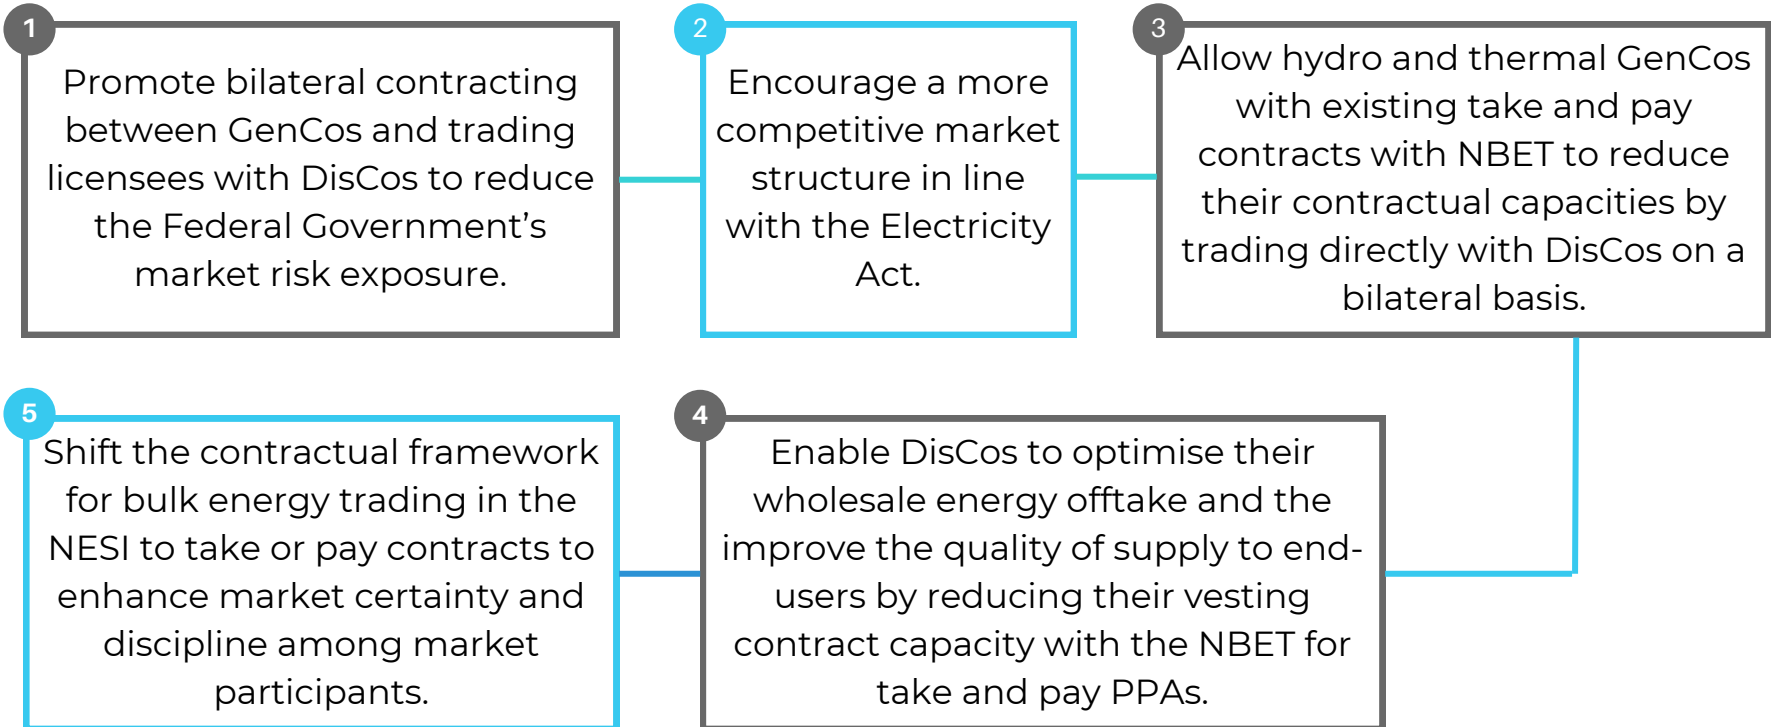 1
Promote bilateral contracting
between GenCos and trading
licensees with DisCos to reduce
the Federal Government’s
market risk exposure.
2
Encourage a more
competitive market
structure in line
with the Electricity
Act.
3
Allow hydro and thermal GenCos
with existing take and pay
contracts with NBET to reduce
their contractual capacities by
trading directly with DisCos on a
bilateral basis.
4
Enable DisCos to optimise their
wholesale energy offtake and the
improve the quality of supply to end-
users by reducing their vesting
contract capacity with the NBET for
take and pay PPAs.
5
Shift the contractual framework
for bulk energy trading in the
NESI to take or pay contracts to
enhance market certainty and
discipline among market
participants.